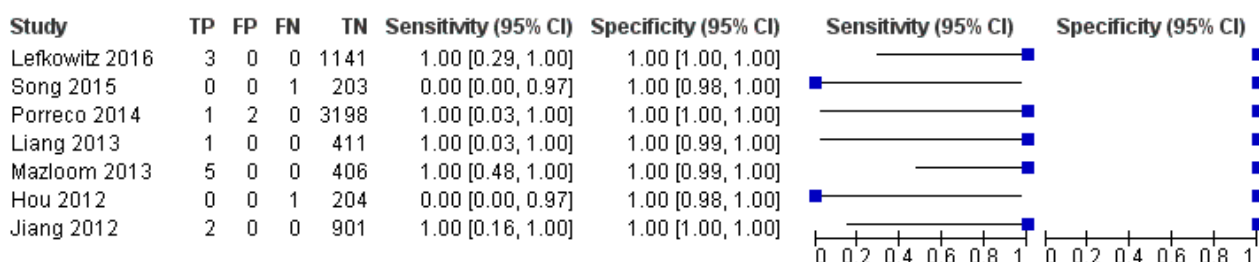 Study TP FP FN TN Sensitivity (95% CI) Specificity (95% CI) Sensitivity (95% CI) Specificity (95% CI)
Lefkowitz 2016 3 0 0 1141 1.00 [0.29, 1.00] 1.00 [1.00, 1.00]
Song 2015 0 0 1 203 0.00 [0.00, 0.97] 1.00 [0.98, 1.00]
Porreco 2014 1 2 0 3198 1.00 [0.03, 1.00] 1.00 [1.00, 1.00]
Liang 2013 1 0 0 411 1.00 [0.03, 1.00] 1.00 [0.99, 1.00]
Mazloom 2013 5 0 0 406 1.00 [0.48, 1.00] 1.00 [0.99, 1.00]
Hou 2012 0 0 1 204 0.00 [0.00, 0.97] 1.00 [0.98, 1.00]
Jiang 2012 2 0 0 901 1.00 [0.16, 1.00] 1.00 [1.00, 1.00]
0 0.2 0.4 0.6 0.8 1 0 0.2 0.4 0.6 0.8 1